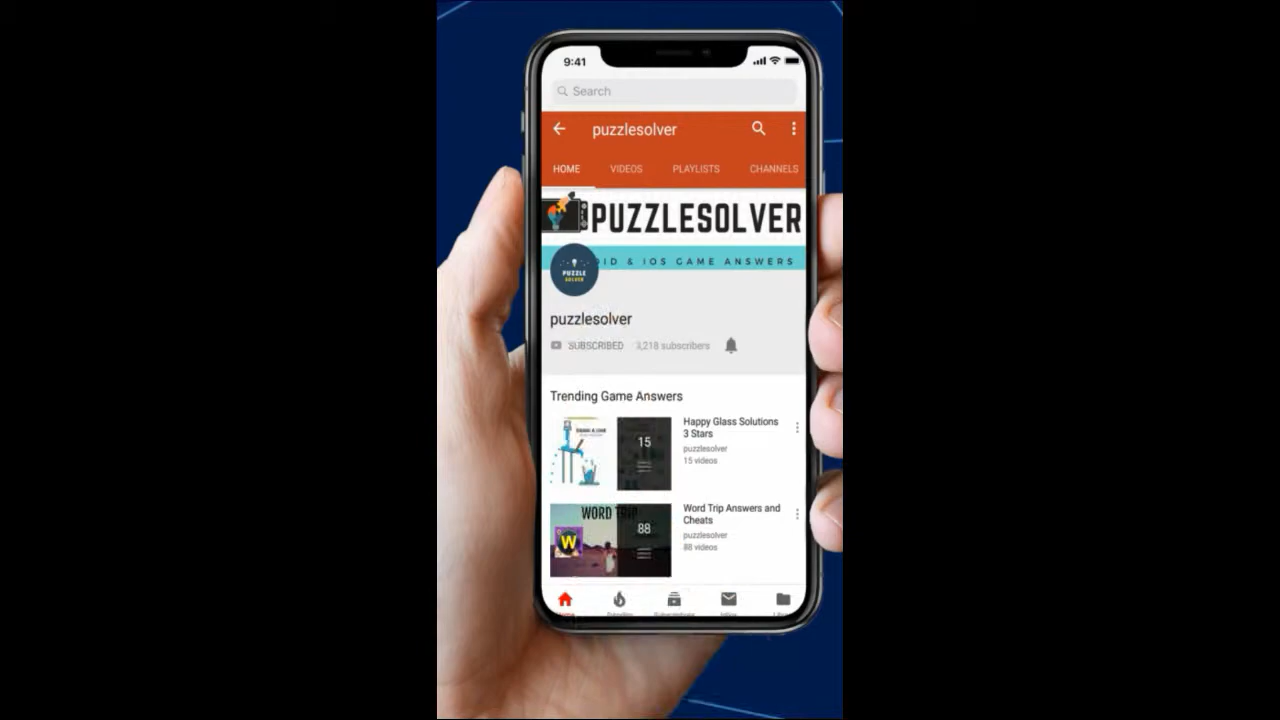 9:41
Search
puzzlesolver
HOME VIDEOS PLAYLISTS CHANNELS
PUZZLESOLVER
& IOS GAME ANSWERS
PUZZLE
SOLVER
puzzlesolver
SUBSCRIBED 3,218 subscribers
Trending Game Answers
15
Happy Glass Solutions
3 Stars
puzzlesolver
15 videos
WORD TRIP
W
88
Word Trip Answers and
Cheats
puzzlesolver
88 videos